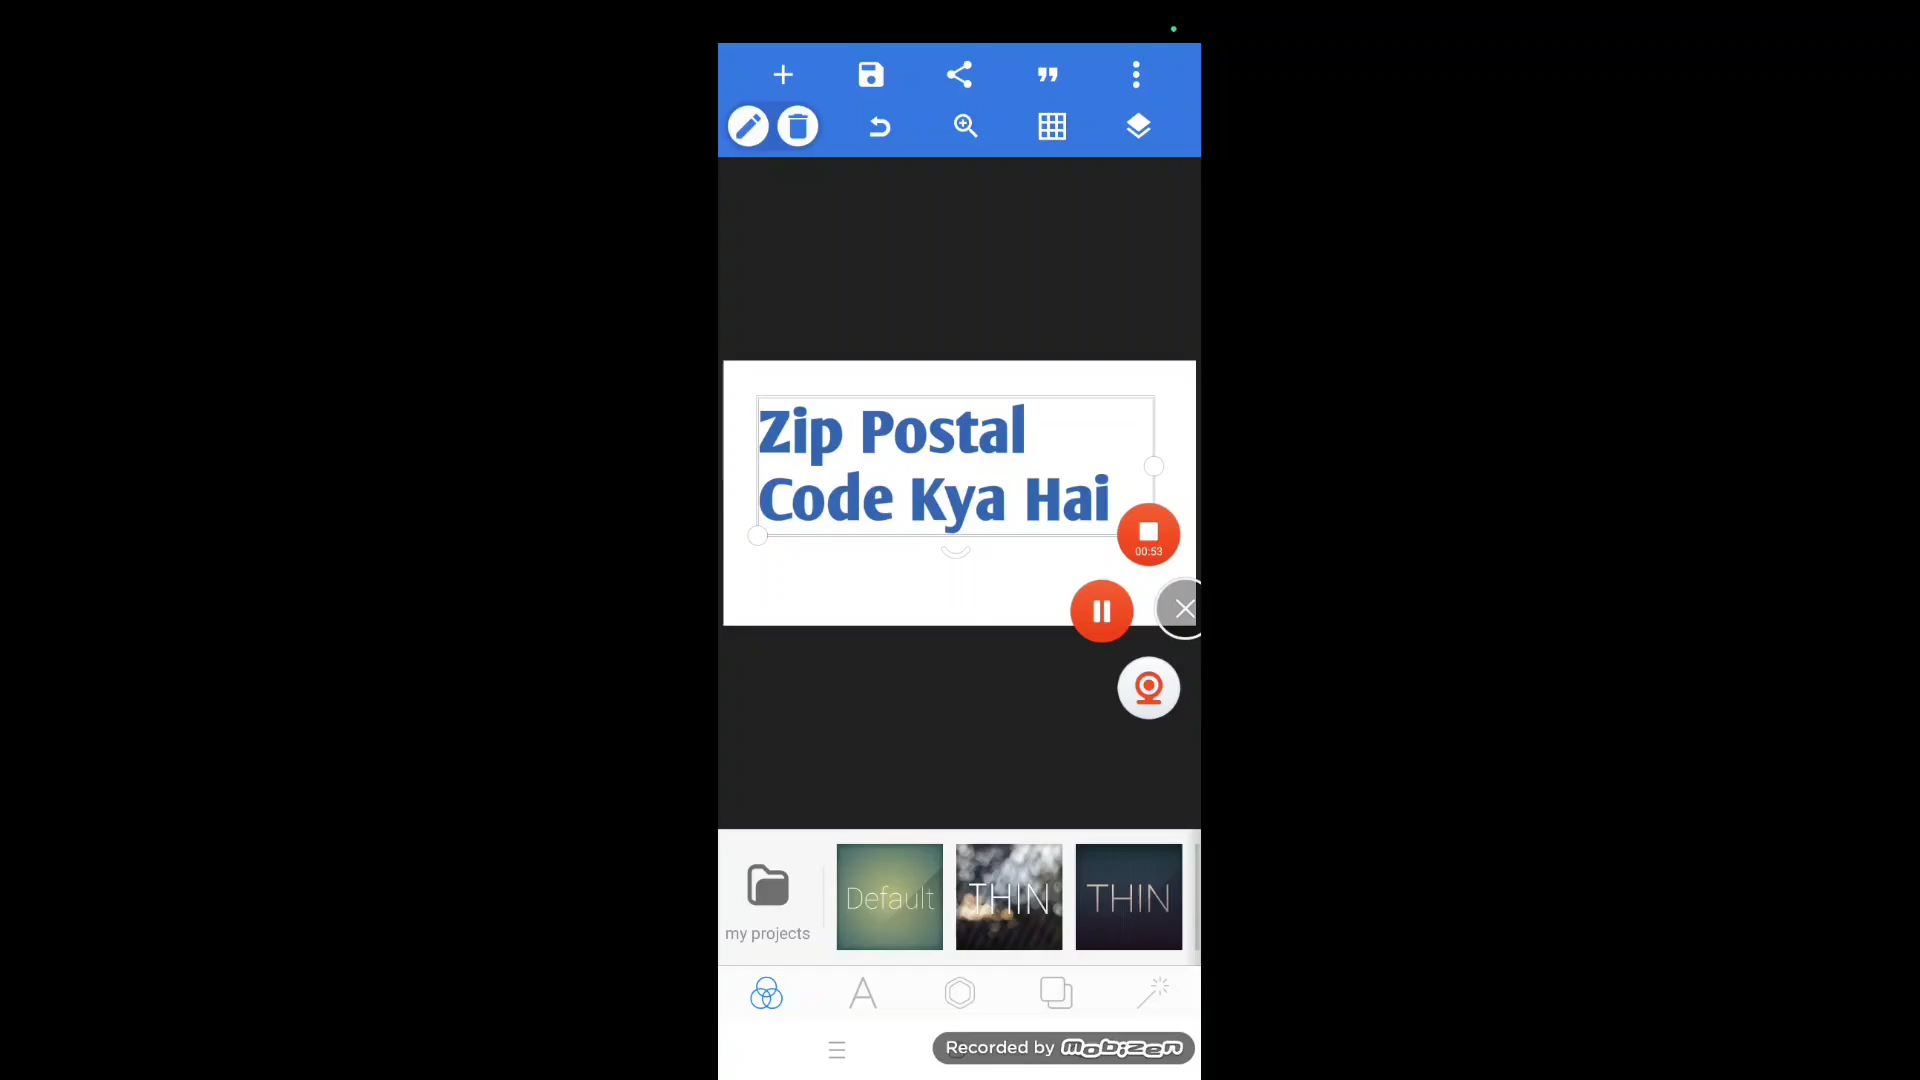 Zip Postal
Code Kya Hai
00:53
my projects
Default
THIN
THIN
Recorded by mobizen